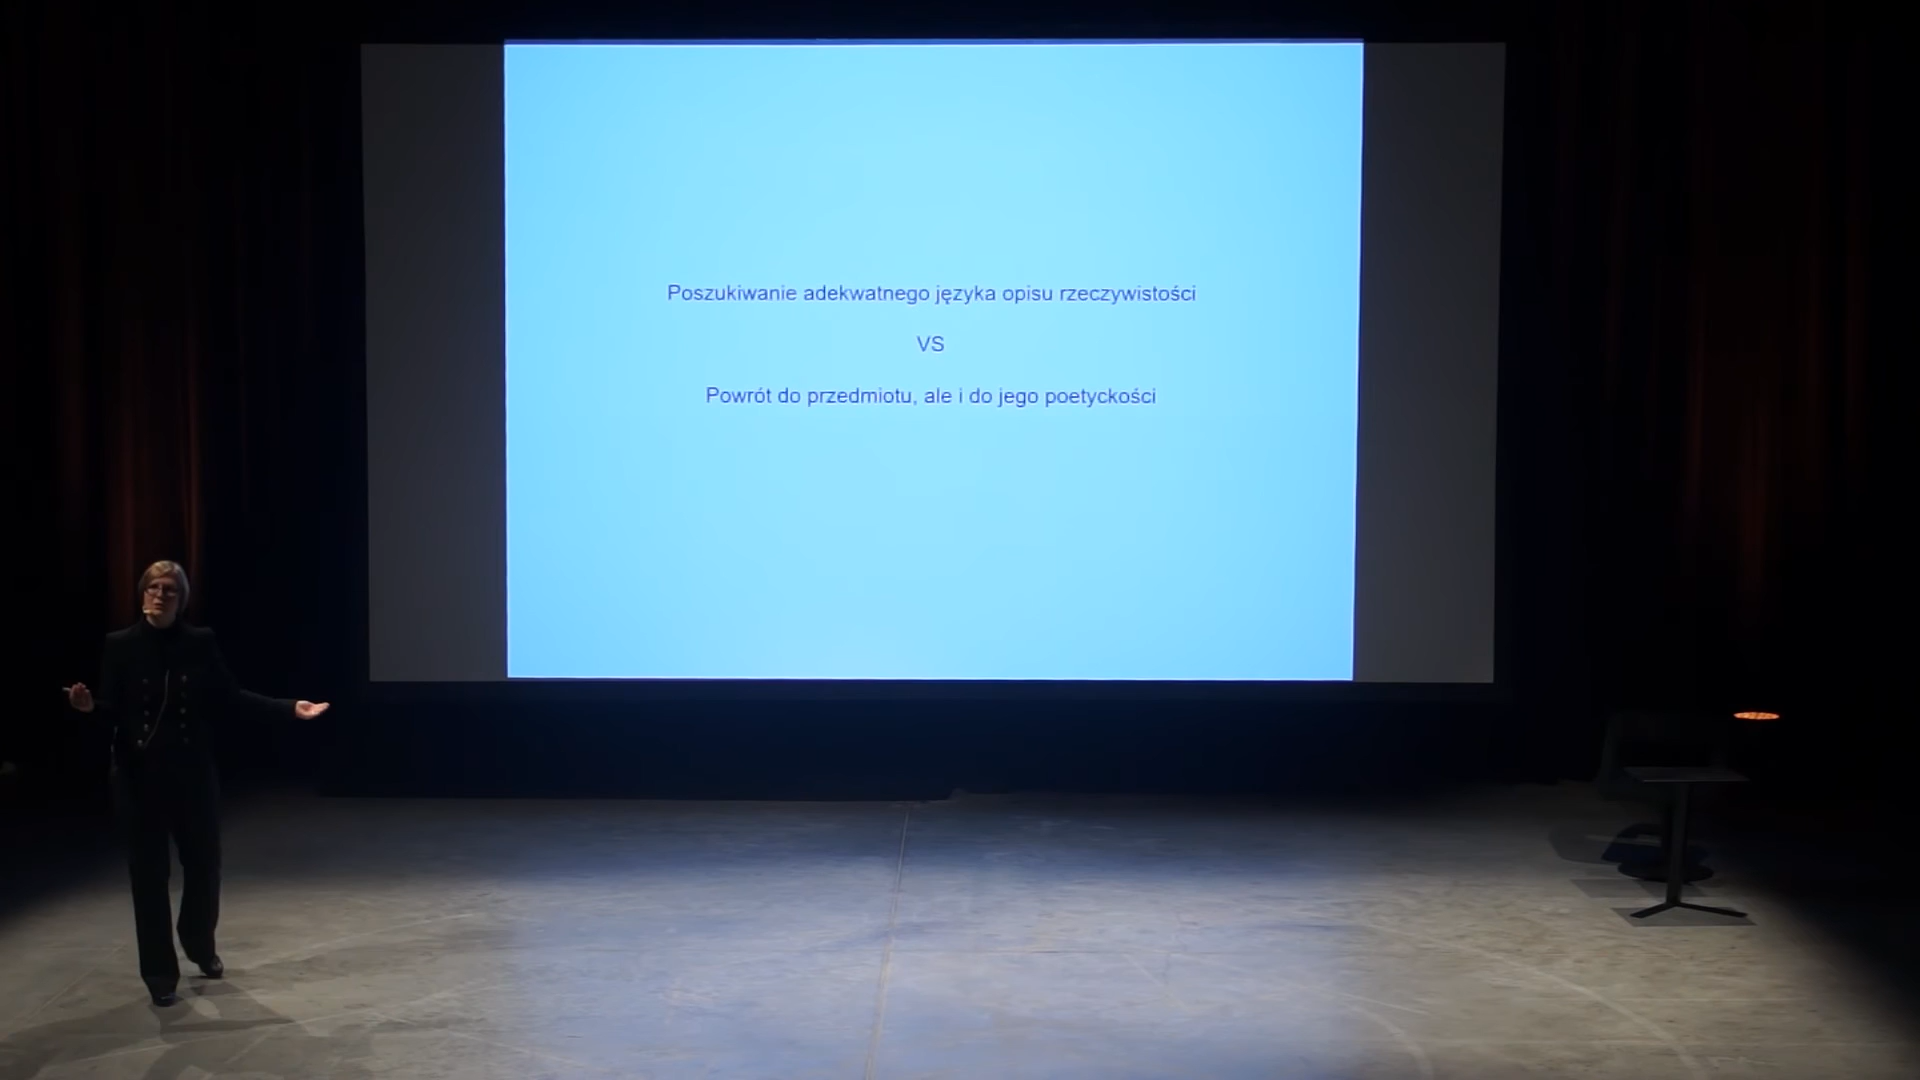 Poszukiwanie adekwatnego języka opisu rzeczywistości
VS
Powrót do przedmiotu, ale i do jego poetyckości